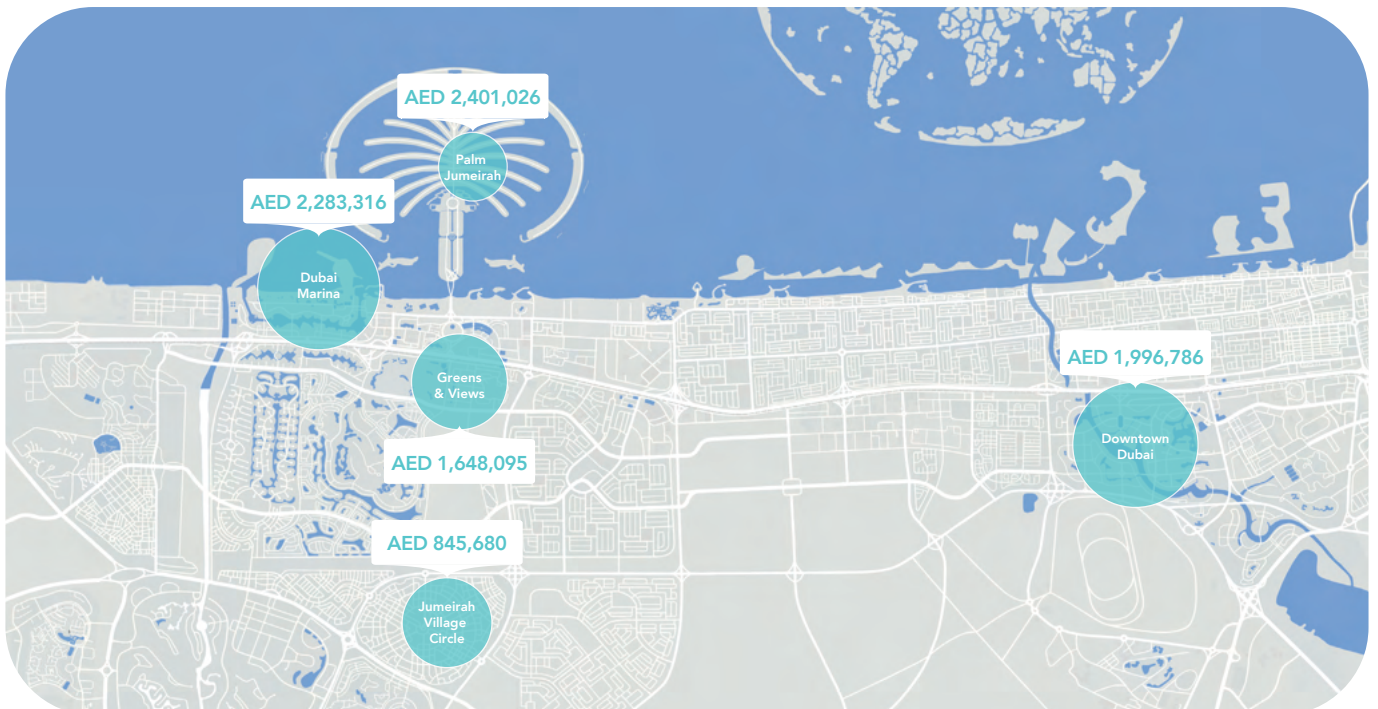 AED 2,401,026
Palm
Jumeirah
AED 2,283,316
Dubai
Marina
Greens
& Views
AED 1,648,095
AED 1,996,786
Downtown
Dubai
AED 845,680
Jumeirah
Village
Circle